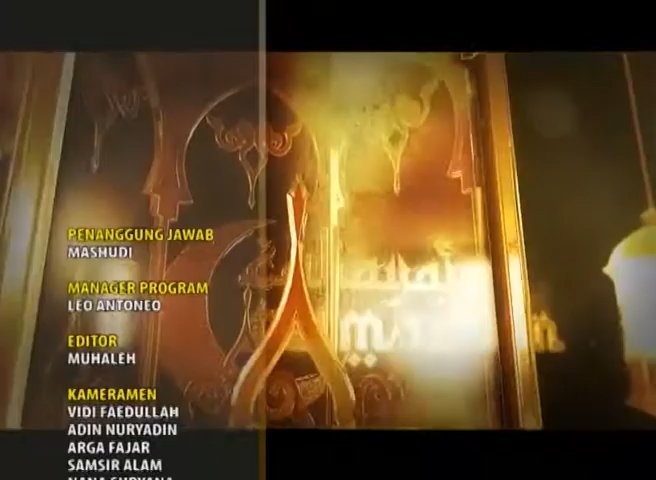 PENANGGUNG JAWAB
MASHUDI
MANAGER PROGRAM
LEO ANTONEO
EDITOR
MUHALEH
KAMERAMEN
VIDI FAEDULLAH
ADIN NURYADIN
ARGA FAJAR
SAMSIR ALAM